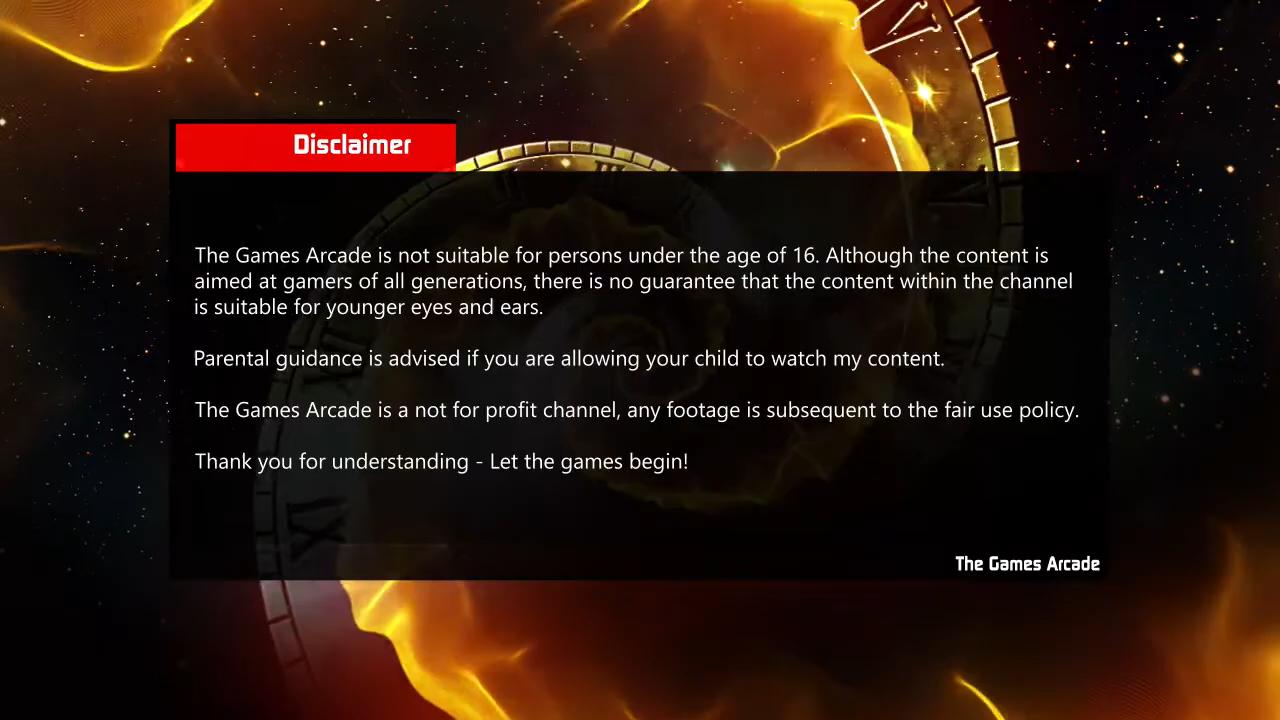 Disclaimer
The Games Arcade is not suitable for persons under the age of 16. Although the content is
aimed at gamers of all generations, there is no guarantee that the content within the channel
is suitable for younger eyes and ears.
Parental guidance is advised if you are allowing your child to watch my content.
The Games Arcade is a not for profit channel, any footage is subsequent to the fair use policy.
Thank you for understanding - Let the games begin!
The Games Arcade